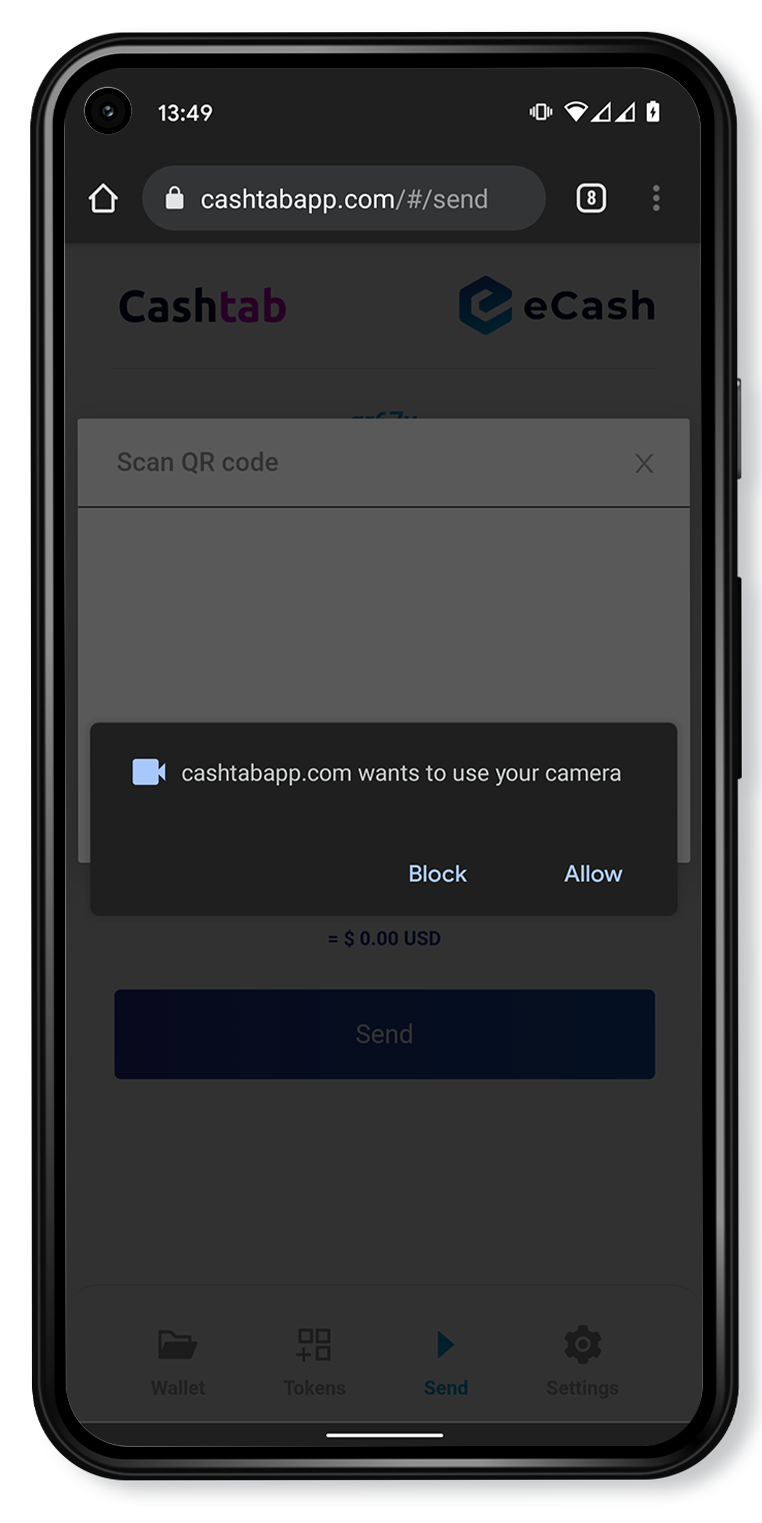 13:49
cashtabapp.com/#/send
8
Cashtab
eCash
Scan QR code
cashtabapp.com wants to use your camera
Block Allow
= $ 0.00 USD
Send
Wallet Tokens Send Settings